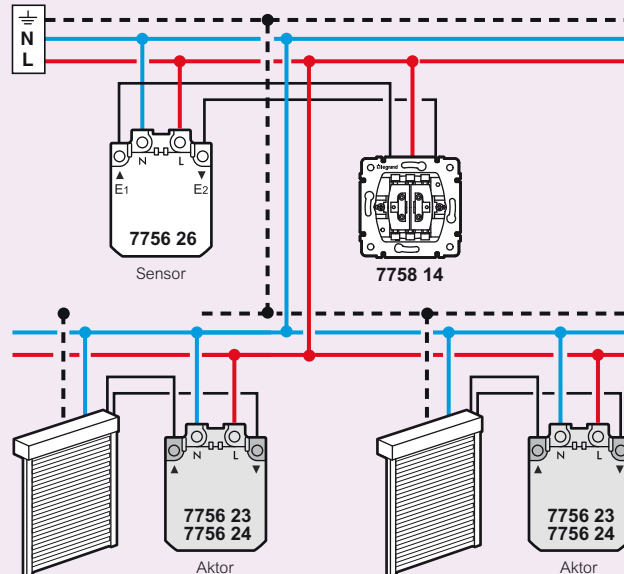 N
L
N L
E1 E2
7756 26
Sensor
legrand
7758 14
N L
7756 23
7756 24
Aktor
N L
7756 23
7756 24
Aktor